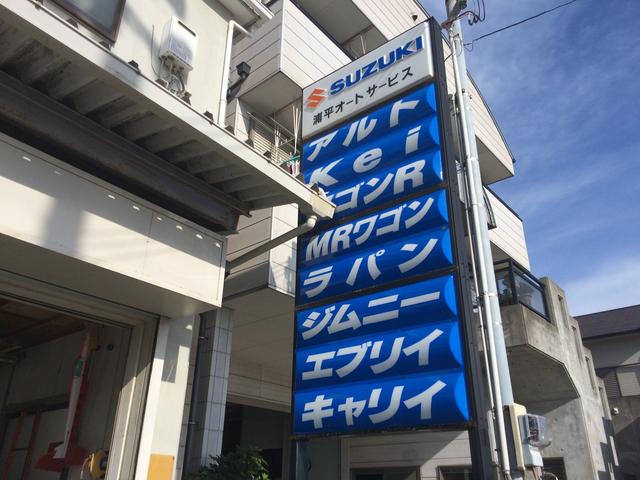 SUZUKI
浦平オートサービス
アルト
Kei
ワゴンR
MRワゴン
ラパン
ジムニー
エブリイ
キャリイ